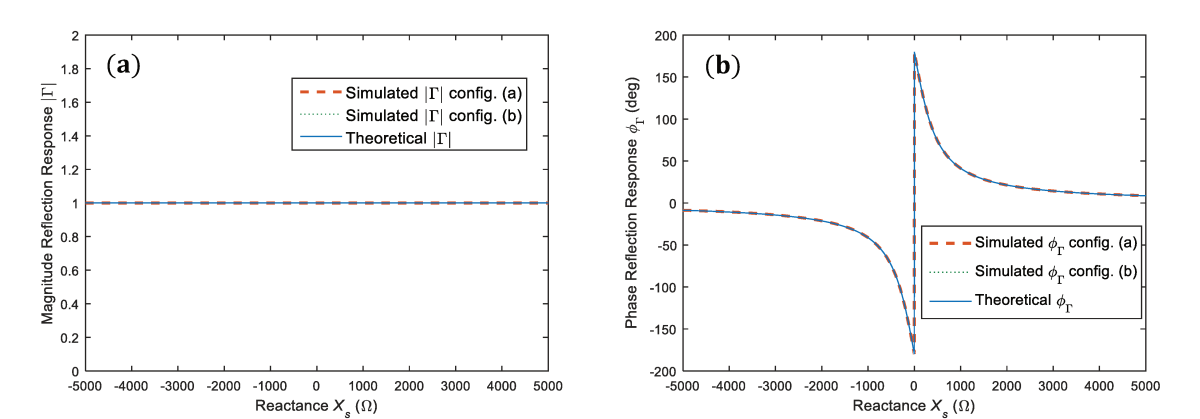 (a)
Magnitude Reflection Response |Γ|
2
1.8
1.6
1.4
1.2
1
0.8
0.6
0.4
0.2
0
Simulated |Γ| config. (a)
Simulated |Γ| config. (b)
Theoretical |Γ|
-5000 -4000 -3000 -2000 -1000 0 1000 2000 3000 4000 5000
Reactance Xₛ (Ω)
(b)
Phase Reflection Response ϕ_Γ (deg)
200
150
100
50
0
-50
-100
-150
-200
Simulated ϕ_Γ config. (a)
Simulated ϕ_Γ config. (b)
Theoretical ϕ_Γ
-5000 -4000 -3000 -2000 -1000 0 1000 2000 3000 4000 5000
Reactance Xₛ (Ω)